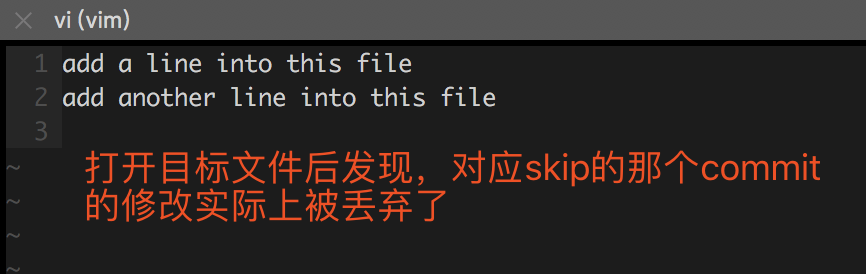 vi (vim)
1 add a line into this file
2 add another line into this file
3
~ 打开目标文件后发现，对应skip的那个commit
~ 的修改实际上被丢弃了
~
~